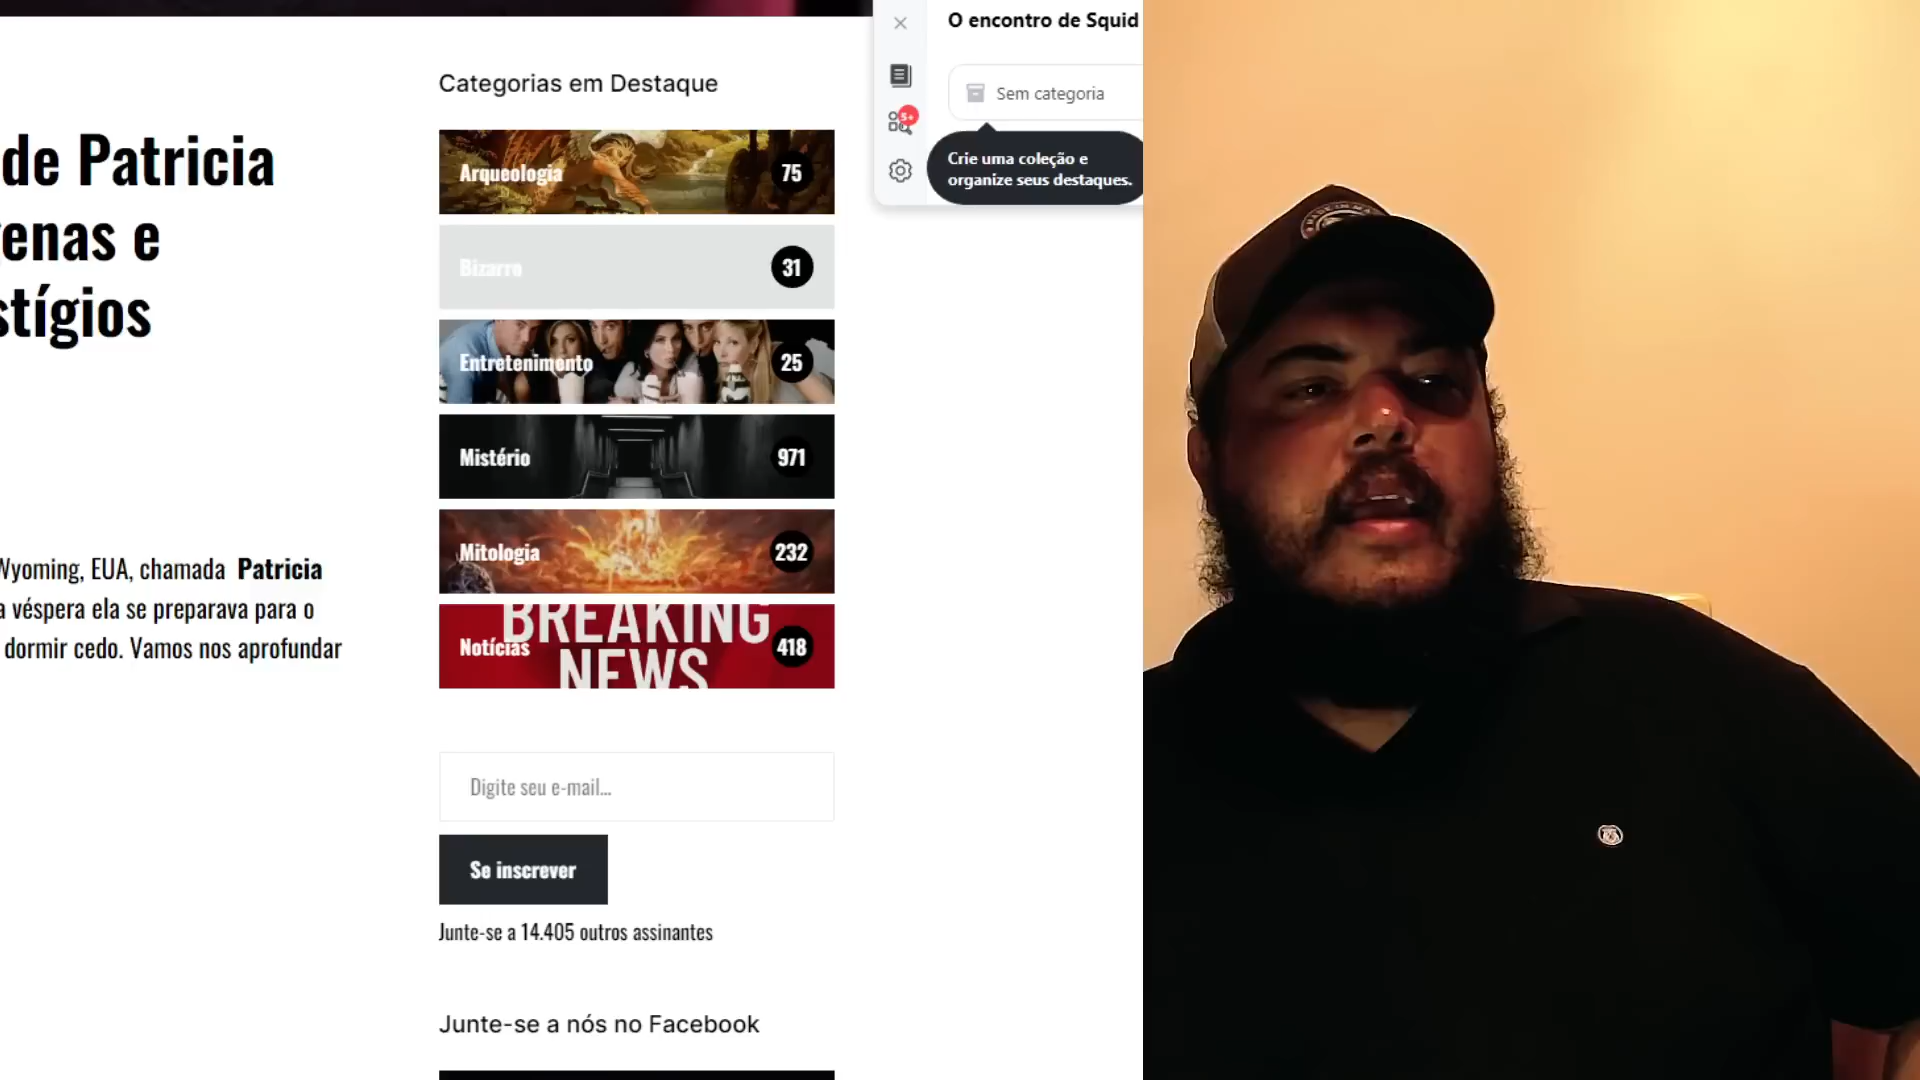 de Patricia
genas e
stígios
Wyoming, EUA, chamada Patricia
a véspera ela se preparava para o
dormir cedo. Vamos nos aprofundar
Categorias em Destaque
Arqueologia 75
Bizarro 31
Entretenimento 25
Mistério 971
Mitologia 232
BREAKING
NEWS
Notícias 418
Digite seu e-mail...
Se inscrever
Junte-se a 14.405 outros assinantes
Junte-se a nós no Facebook
O encontro de Squid
Sem categoria
5+
Crie uma coleção e
organize seus destaques.